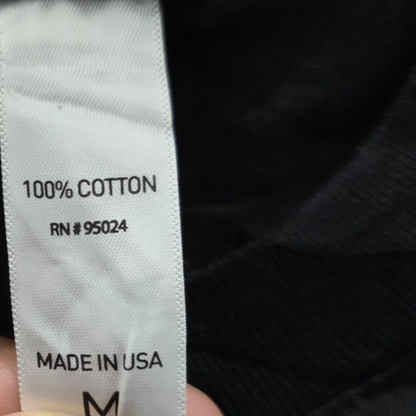 100% COTTON
RN # 95024
MADE IN USA
M